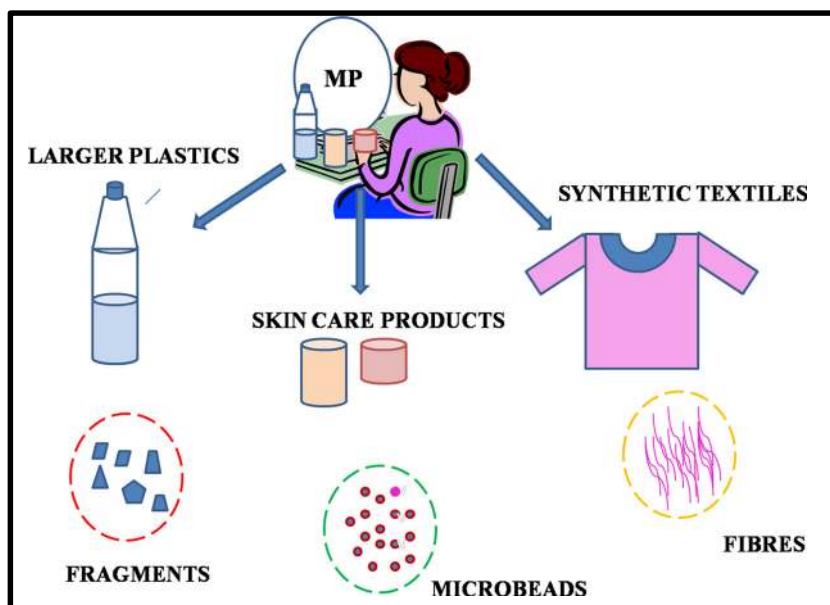 MP
LARGER PLASTICS
SYNTHETIC TEXTILES
SKIN CARE PRODUCTS
FRAGMENTS
MICROBEADS
FIBRES